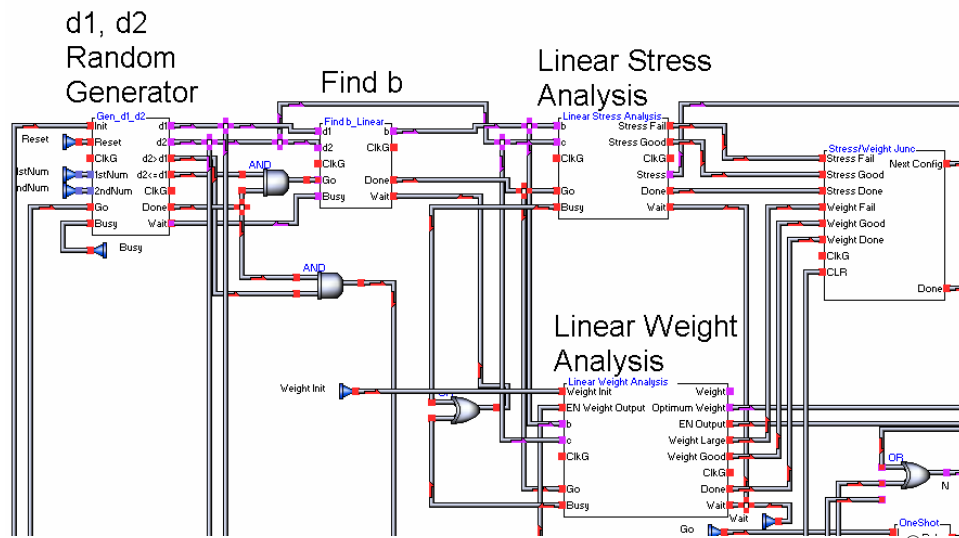 d1, d2
Random
Generator
Find b
Linear Stress
Analysis
Gen_d1_d2
Init
d1
Reset
Reset
d2
ClkG
d2>d1
1stNum
1stNum
d2<=d1
ndNum
2ndNum
ClkG
Go
Done
Busy
Wait
Busy
AND
AND
Find b_Linear
d1
b
d2
ClkG
ClkG
Go
Done
Busy
Wait
Linear Stress Analysis
b
Stress Fail
c
Stress Good
ClkG
ClkG
Stress
Go
Done
Busy
Wait
Stress/Weight Junc
Stress Fail
Next Config
Stress Good
Stress Done
Weight Fail
Weight Good
Weight Done
ClkG
CLR
Done
Linear Weight
Analysis
Linear Weight Analysis
Weight Init
Weight Init
Weight
EN Weight Output
Optimum Weight
b
EN Output
c
Weight Large
ClkG
Weight Good
ClkG
Go
Done
Busy
Wait
Wait
OR
N
Go
OneShot